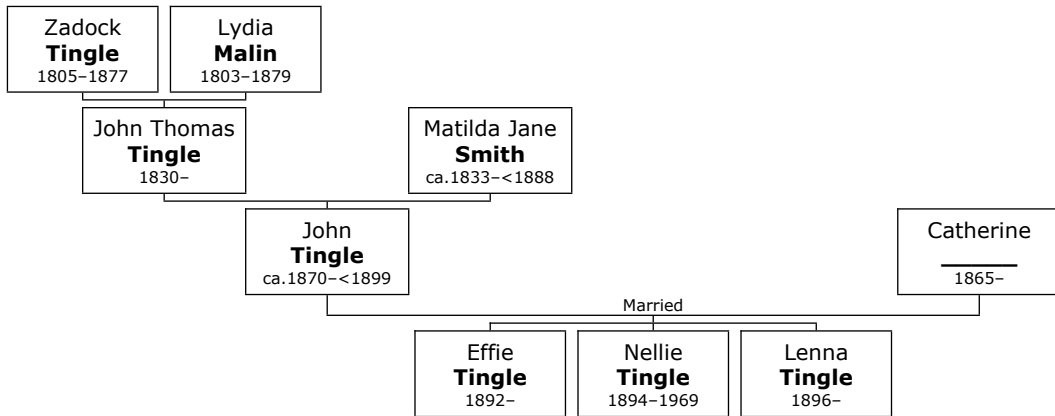 Zadock
Tingle
1805–1877
Lydia
Malin
1803–1879
John Thomas
Tingle
1830–
Matilda Jane
Smith
ca.1833–<1888
John
Tingle
ca.1870–<1899
Catherine
______
1865–
Married
Effie
Tingle
1892–
Nellie
Tingle
1894–1969
Lenna
Tingle
1896–